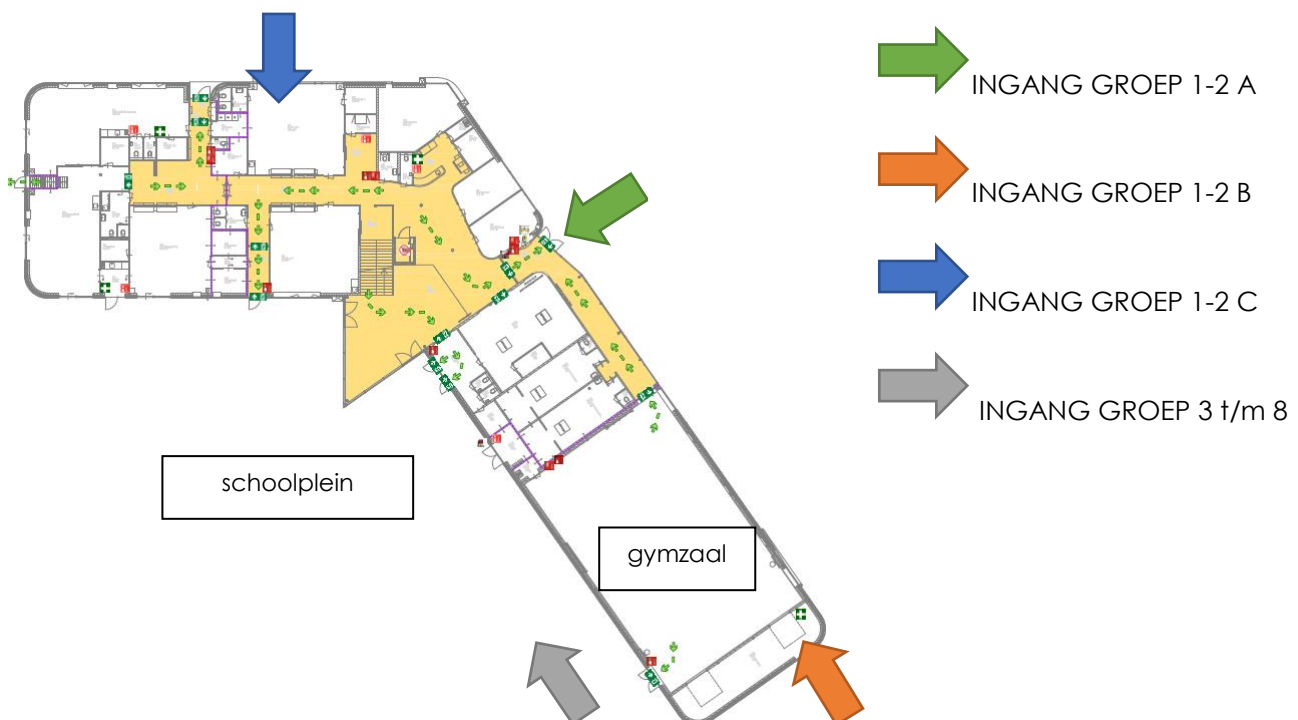 INGANG GROEP 1-2 A
INGANG GROEP 1-2 B
INGANG GROEP 1-2 C
INGANG GROEP 3 t/m 8
schoolplein
gymzaal